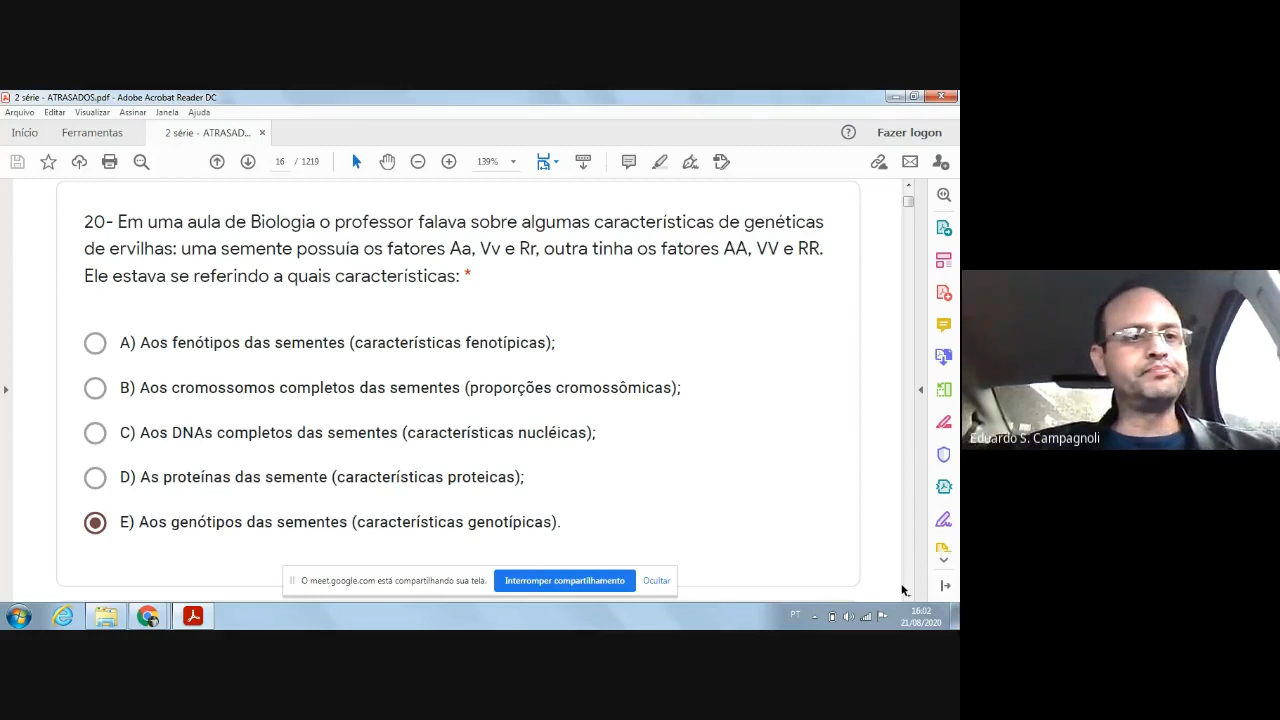 2 série - ATRASADOS.pdf - Adobe Acrobat Reader DC
Arquivo Editar Visualizar Assinar Janela Ajuda
Início Ferramentas 2 série - ATRASAD... × Fazer logon
16 / 1219 139%
20- Em uma aula de Biologia o professor falava sobre algumas características de genéticas
de ervilhas: uma semente possuía os fatores Aa, Vv e Rr, outra tinha os fatores AA, VV e RR.
Ele estava se referindo a quais características: *
A) Aos fenótipos das sementes (características fenotípicas);
B) Aos cromossomos completos das sementes (proporções cromossômicas);
C) Aos DNAs completos das sementes (características nucléicas);
D) As proteínas das semente (características proteicas);
E) Aos genótipos das sementes (características genotípicas).
O meet.google.com está compartilhando sua tela. Interromper compartilhamento Ocultar
PT 16:02
21/08/2020
Eduardo S. Campagnoli